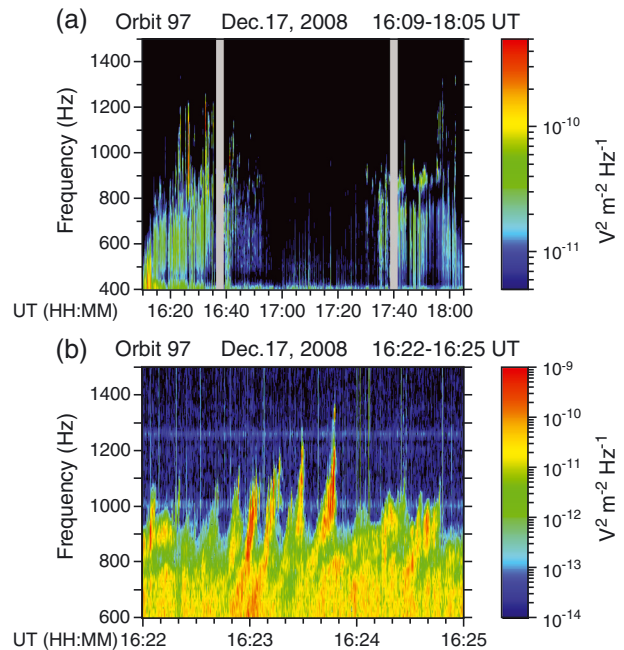 (a) Orbit 97 Dec.17, 2008 16:09-18:05 UT
1400
1200
1000
800
600
400
Frequency (Hz)
UT (HH:MM) 16:20 16:40 17:00 17:20 17:40 18:00
10⁻¹⁰
10⁻¹¹
V² m⁻² Hz⁻¹
(b) Orbit 97 Dec.17, 2008 16:22-16:25 UT
1400
1200
1000
800
600
Frequency (Hz)
UT (HH:MM) 16:22 16:23 16:24 16:25
10⁻⁹
10⁻¹⁰
10⁻¹¹
10⁻¹²
10⁻¹³
10⁻¹⁴
V² m⁻² Hz⁻¹